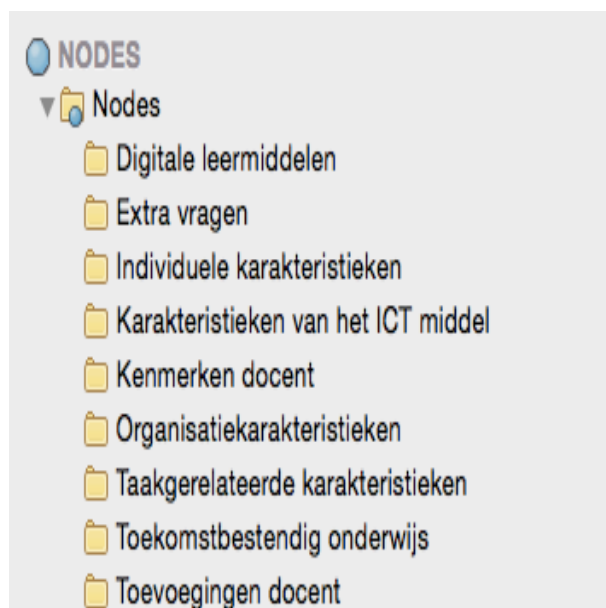 NODES
Nodes
Digitale leermiddelen
Extra vragen
Individuele karakteristieken
Karakteristieken van het ICT middel
Kenmerken docent
Organisatiekarakteristieken
Taakgerelateerde karakteristieken
Toekomstbestendig onderwijs
Toevoegingen docent